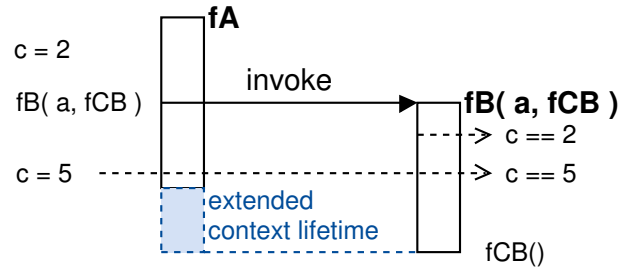 fA
c = 2
invoke
fB( a, fCB )
fB( a, fCB )
c == 2
c = 5
c == 5
extended
context lifetime
fCB()